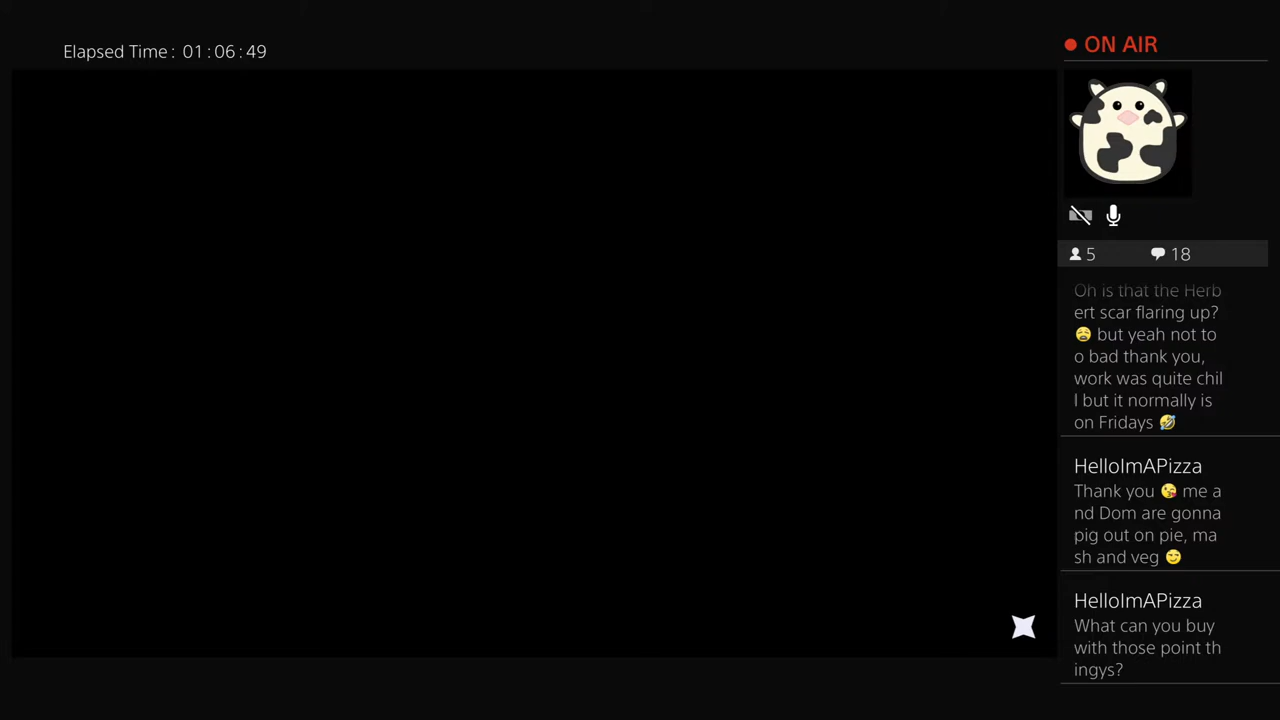 Elapsed Time: 01:06:49
ON AIR
5 18
Oh is that the Herb
ert scar flaring up?
😩 but yeah not to
o bad thank you,
work was quite chil
l but it normally is
on Fridays 🤣
HelloImAPizza
Thank you 😘 me a
nd Dom are gonna
pig out on pie, ma
sh and veg 😏
HelloImAPizza
What can you buy
with those point th
ingys?